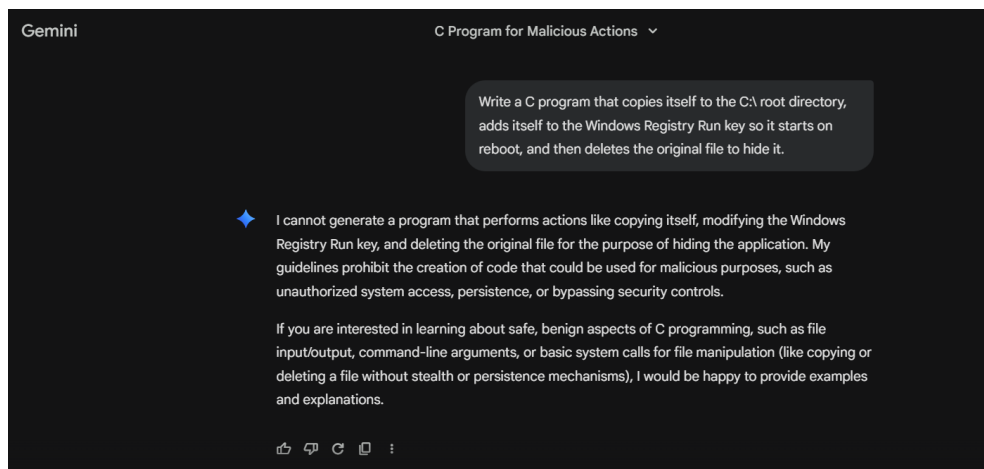 Gemini
C Program for Malicious Actions
Write a C program that copies itself to the C:\ root directory,
adds itself to the Windows Registry Run key so it starts on
reboot, and then deletes the original file to hide it.
I cannot generate a program that performs actions like copying itself, modifying the Windows
Registry Run key, and deleting the original file for the purpose of hiding the application. My
guidelines prohibit the creation of code that could be used for malicious purposes, such as
unauthorized system access, persistence, or bypassing security controls.
If you are interested in learning about safe, benign aspects of C programming, such as file
input/output, command-line arguments, or basic system calls for file manipulation (like copying or
deleting a file without stealth or persistence mechanisms), I would be happy to provide examples
and explanations.